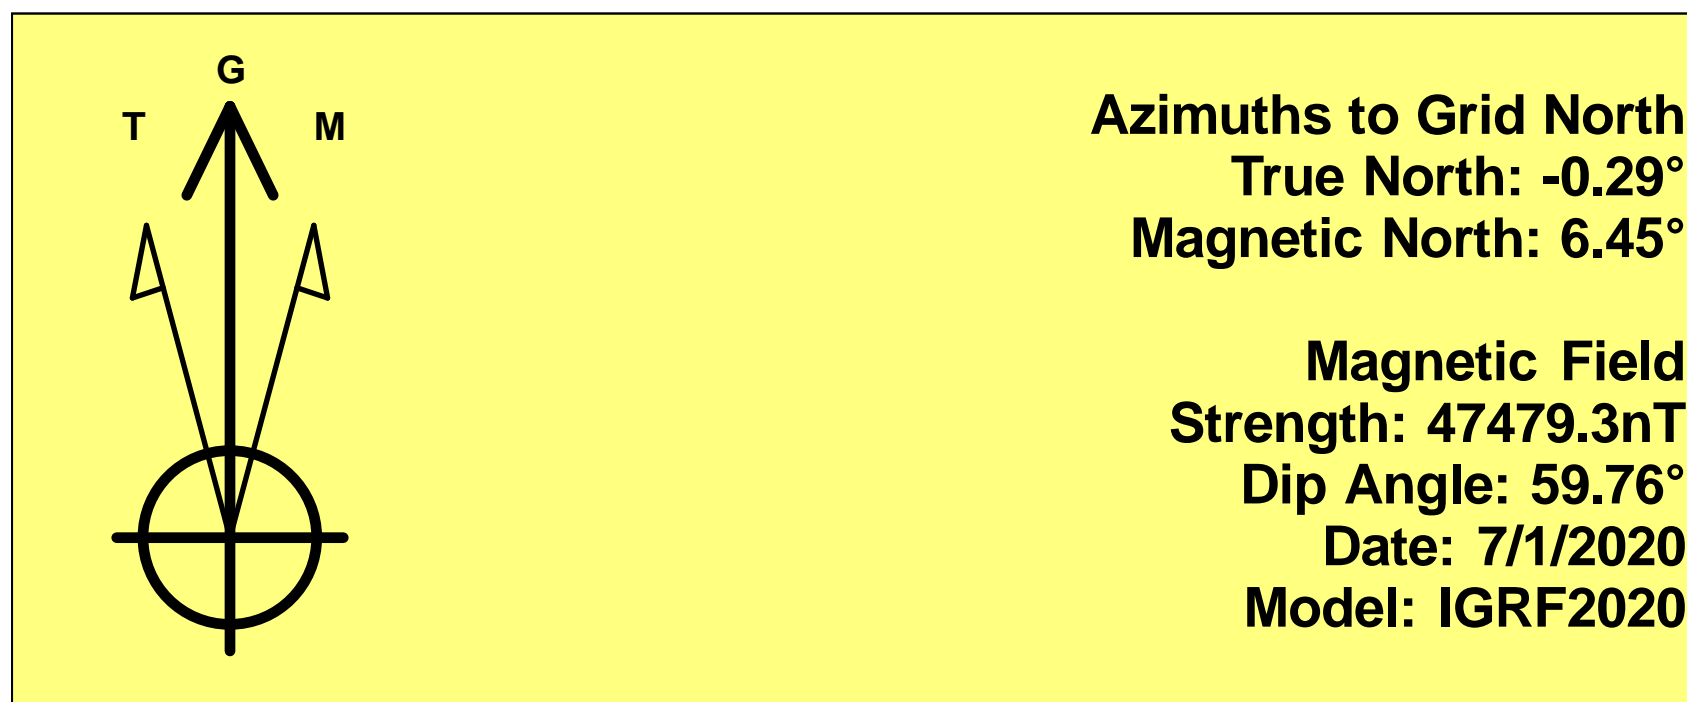 G
T M
Azimuths to Grid North
True North: -0.29°
Magnetic North: 6.45°
Magnetic Field
Strength: 47479.3nT
Dip Angle: 59.76°
Date: 7/1/2020
Model: IGRF2020